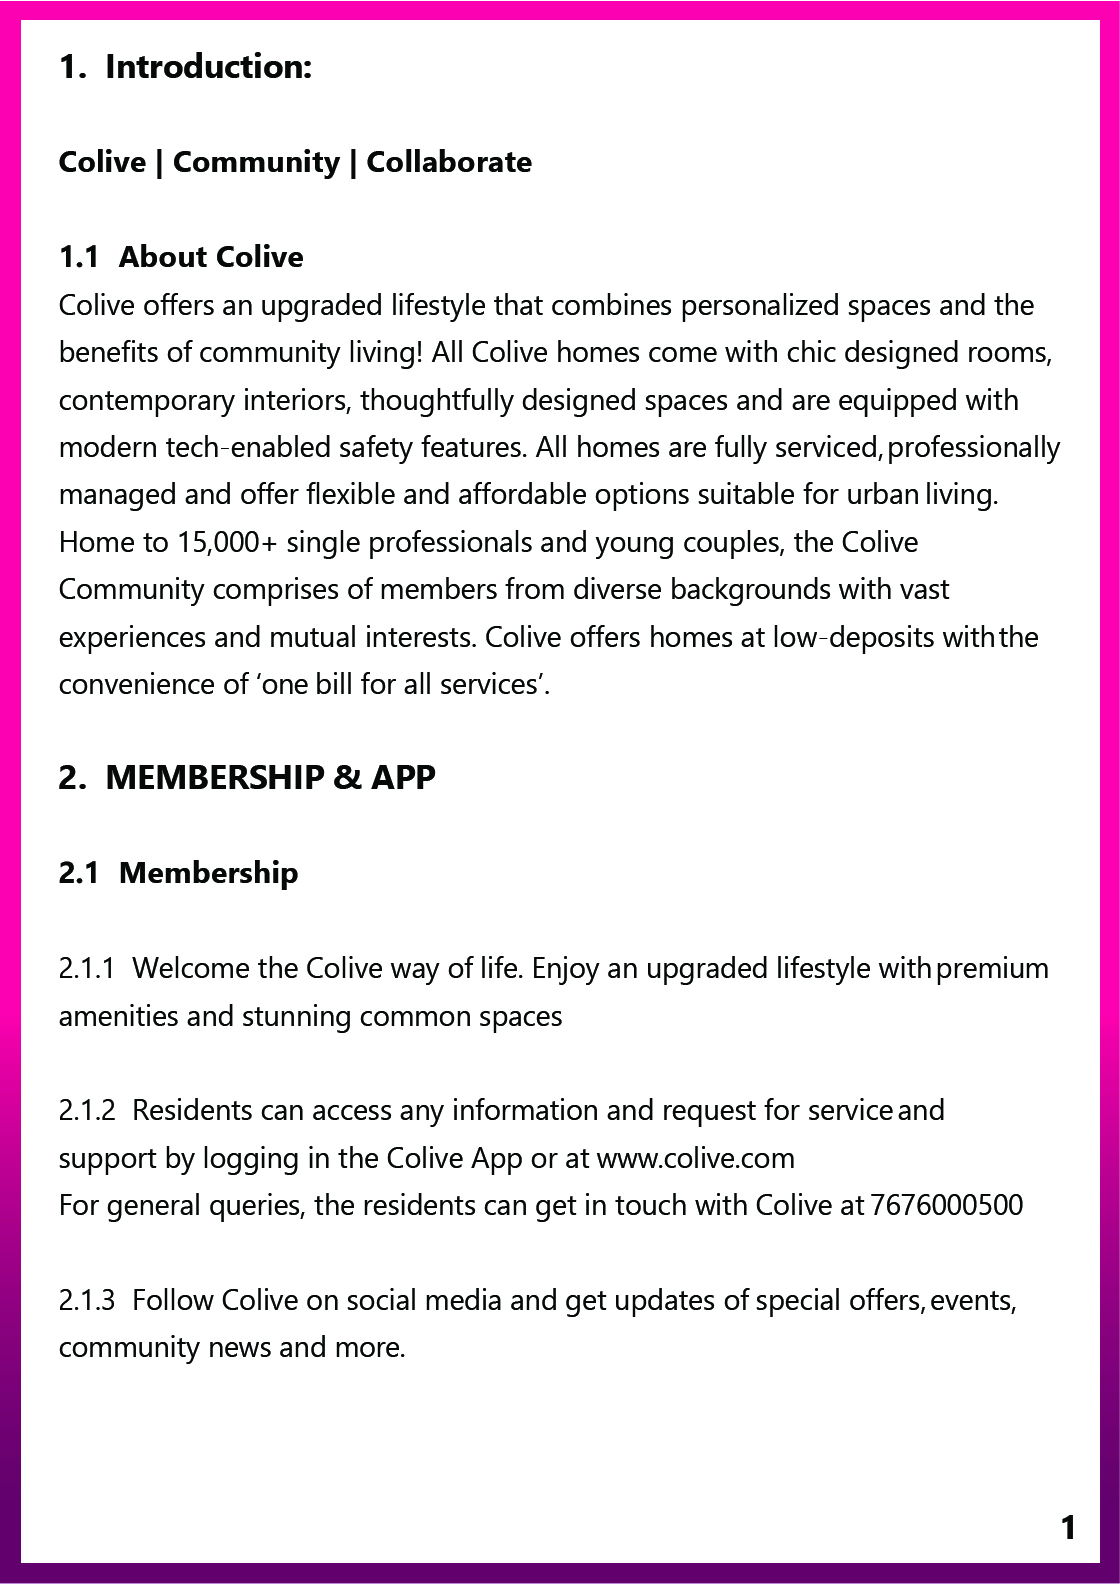 1. Introduction:
Colive | Community | Collaborate
1.1 About Colive
Colive offers an upgraded lifestyle that combines personalized spaces and the
benefits of community living! All Colive homes come with chic designed rooms,
contemporary interiors, thoughtfully designed spaces and are equipped with
modern tech-enabled safety features. All homes are fully serviced, professionally
managed and offer flexible and affordable options suitable for urban living.
Home to 15,000+ single professionals and young couples, the Colive
Community comprises of members from diverse backgrounds with vast
experiences and mutual interests. Colive offers homes at low-deposits with the
convenience of ‘one bill for all services’.
2. MEMBERSHIP & APP
2.1 Membership
2.1.1 Welcome the Colive way of life. Enjoy an upgraded lifestyle with premium
amenities and stunning common spaces
2.1.2 Residents can access any information and request for service and
support by logging in the Colive App or at www.colive.com
For general queries, the residents can get in touch with Colive at 7676000500
2.1.3 Follow Colive on social media and get updates of special offers, events,
community news and more.
1